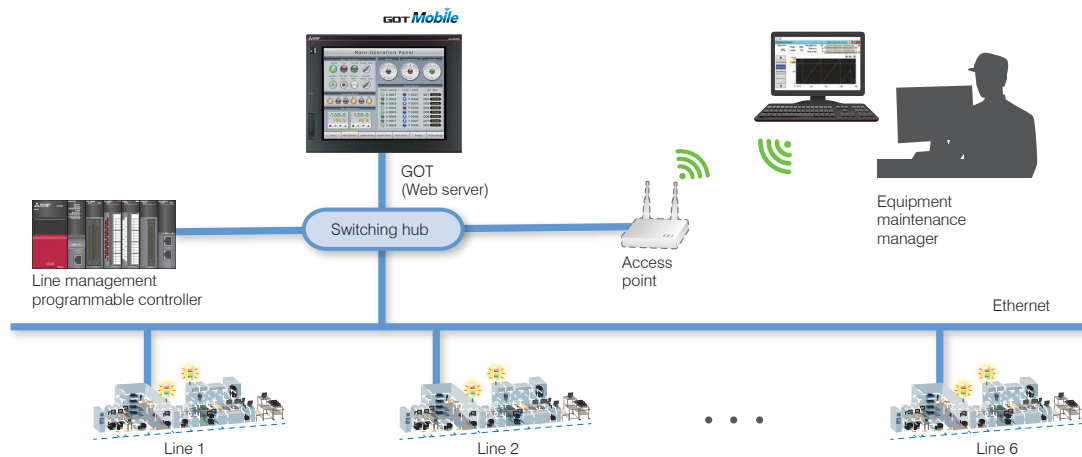 GOT Mobile
Main Operation Panel
GOT
(Web server)
Switching hub
Line management
programmable controller
Access
point
Equipment
maintenance
manager
Ethernet
Line 1
Line 2
Line 6